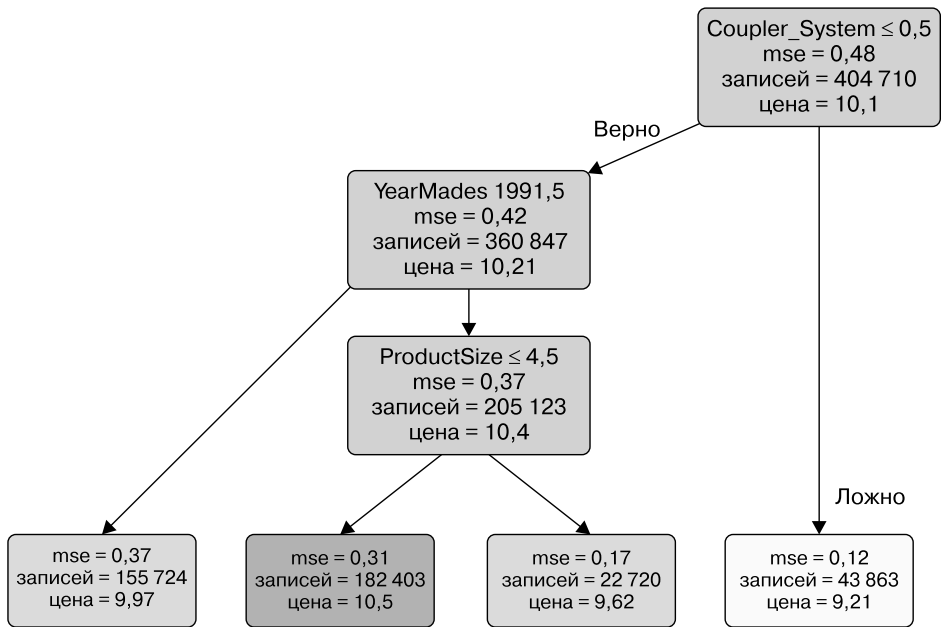 Coupler_System ≤ 0,5
mse = 0,48
записей = 404 710
цена = 10,1
Верно
YearMades 1991,5
mse = 0,42
записей = 360 847
цена = 10,21
ProductSize ≤ 4,5
mse = 0,37
записей = 205 123
цена = 10,4
Ложно
mse = 0,37
записей = 155 724
цена = 9,97
mse = 0,31
записей = 182 403
цена = 10,5
mse = 0,17
записей = 22 720
цена = 9,62
mse = 0,12
записей = 43 863
цена = 9,21